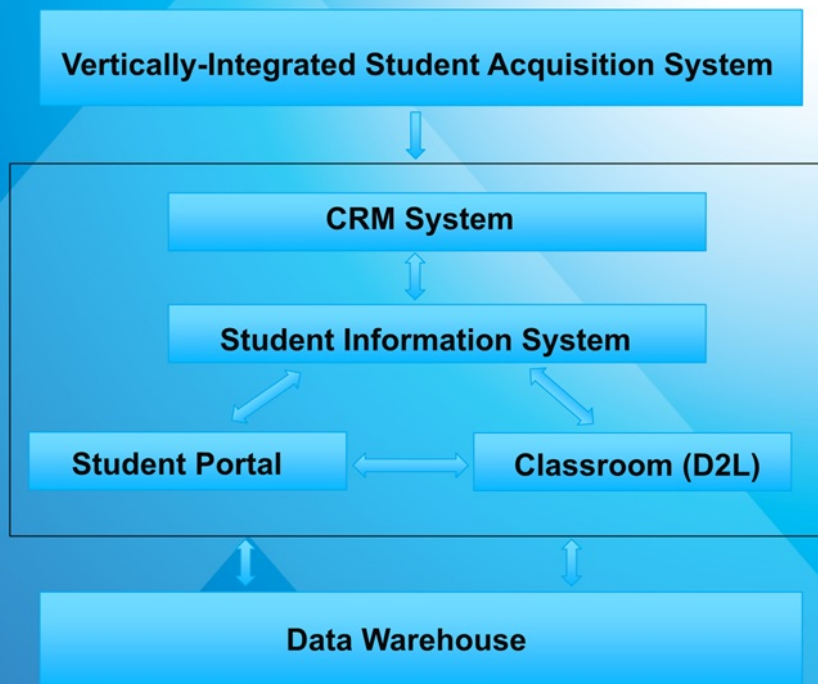 Vertically-Integrated Student Acquisition System
CRM System
Student Information System
Student Portal
Classroom (D2L)
Data Warehouse